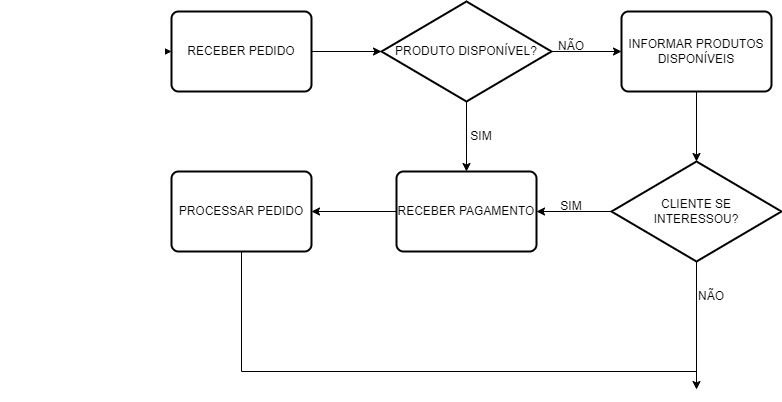 RECEBER PEDIDO
PRODUTO DISPONÍVEL?
NÃO
INFORMAR PRODUTOS
DISPONÍVEIS
SIM
PROCESSAR PEDIDO
RECEBER PAGAMENTO
SIM
CLIENTE SE
INTERESSOU?
NÃO